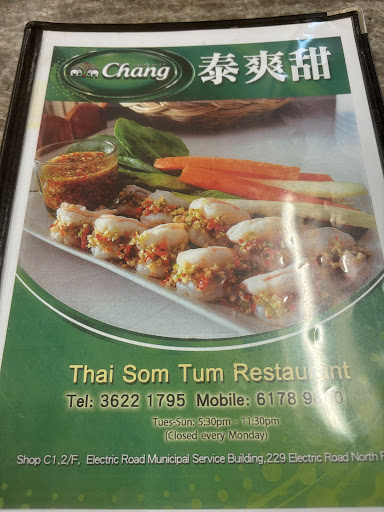 Chang 泰爽甜
Thai Som Tum Restaurant
Tel: 3622 1795 Mobile: 6178
Tues-Sun: 5:30pm - 11:30pm
(Closed every Monday)
Shop C1,2/F, Electric Road Municipal Service Building,229 Electric Road North